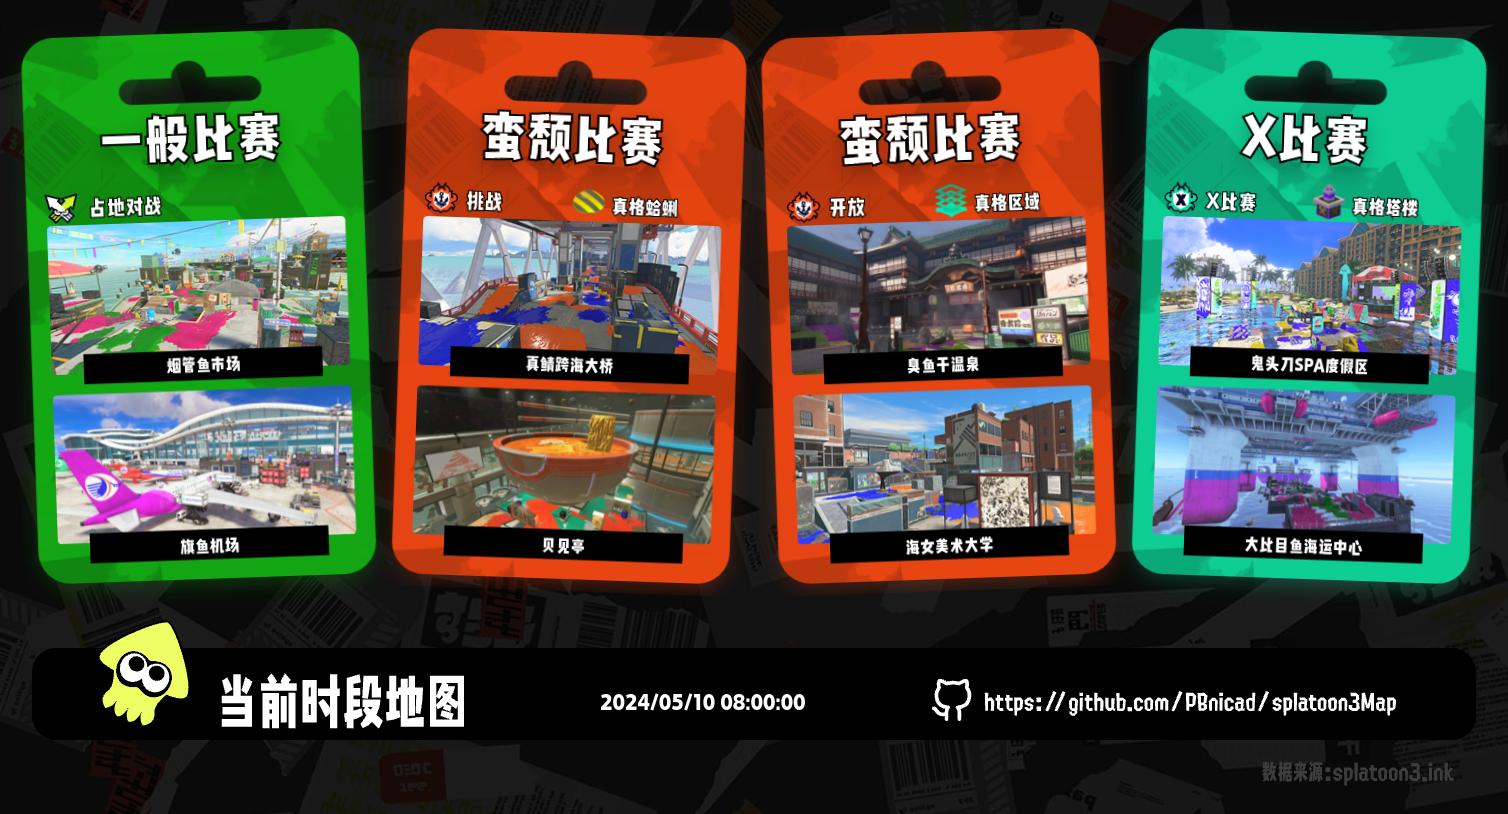 一般比赛
占地对战
烟管鱼市场
旗鱼机场
蛮颓比赛
挑战
真格蛤蜊
真鲭跨海大桥
贝见亭
蛮颓比赛
开放
真格区域
臭鱼干温泉
海女美术大学
X比赛
X比赛
真格塔楼
鬼头刀SPA度假区
大比目鱼海运中心
当前时段地图
2024/05/10 08:00:00
https://github.com/PBnicad/splatoon3Map
数据来源:splatoon3.ink